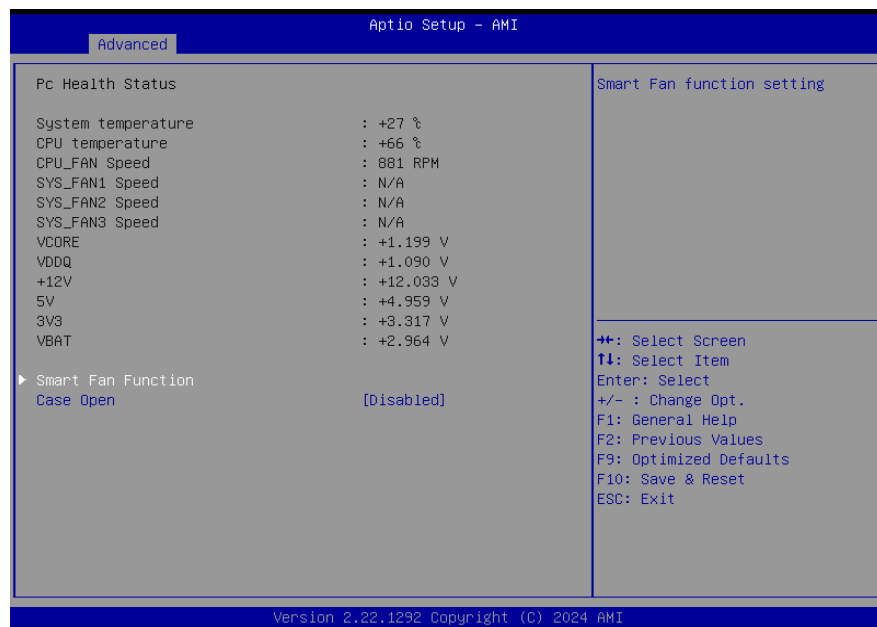 Aptio Setup – AMI
Advanced
Pc Health Status
System temperature : +27 ℃
CPU temperature : +66 ℃
CPU_FAN Speed : 881 RPM
SYS_FAN1 Speed : N/A
SYS_FAN2 Speed : N/A
SYS_FAN3 Speed : N/A
VCORE : +1.199 V
VDDQ : +1.090 V
+12V : +12.033 V
5V : +4.959 V
3V3 : +3.317 V
VBAT : +2.964 V
Smart Fan Function
Case Open [Disabled]
Smart Fan function setting
→←: Select Screen
↑↓: Select Item
Enter: Select
+/- : Change Opt.
F1: General Help
F2: Previous Values
F9: Optimized Defaults
F10: Save & Reset
ESC: Exit
Version 2.22.1292 Copyright (C) 2024 AMI